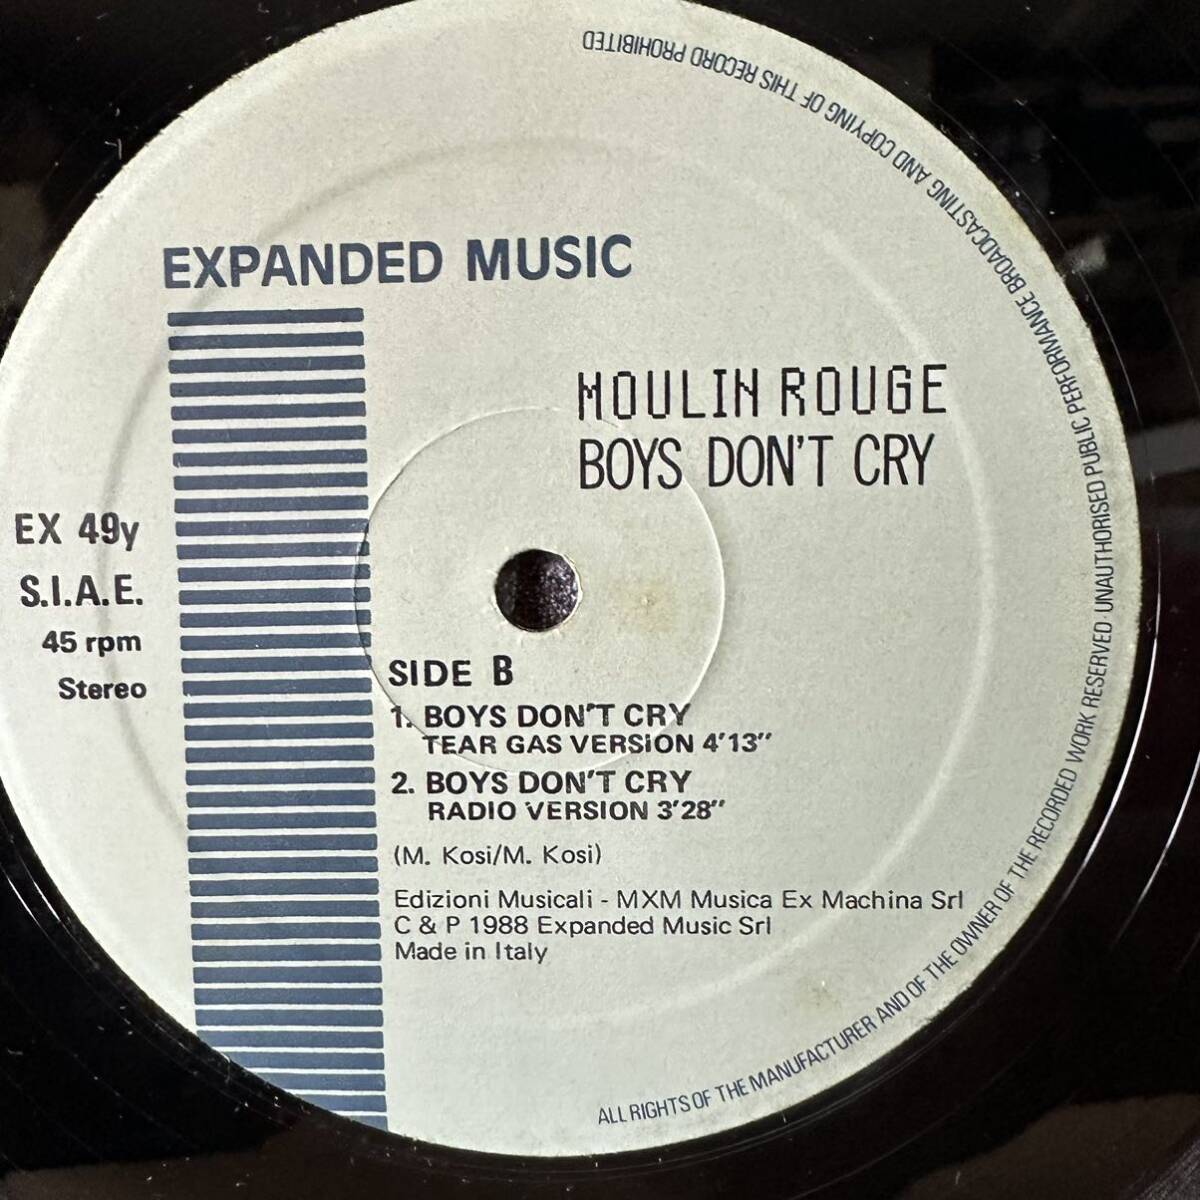 EXPANDED MUSIC
MOULIN ROUGE
BOYS DON'T CRY
EX 49y
S.I.A.E.
45 rpm
Stereo
SIDE B
1. BOYS DON'T CRY
TEAR GAS VERSION 4'13"
2. BOYS DON'T CRY
RADIO VERSION 3'28"
(M. Kosi/M. Kosi)
Edizioni Musicali - MXM Musica Ex Machina Srl
C & P 1988 Expanded Music Srl
Made in Italy
ALL RIGHTS OF THE MANUFACTURER AND OF THE OWNER OF THE RECORDED WORK RESERVED UNAUTHORISED PUBLIC PERFORMANCE BROADCASTING AND COPYING OF THIS RECORD PROHIBITED